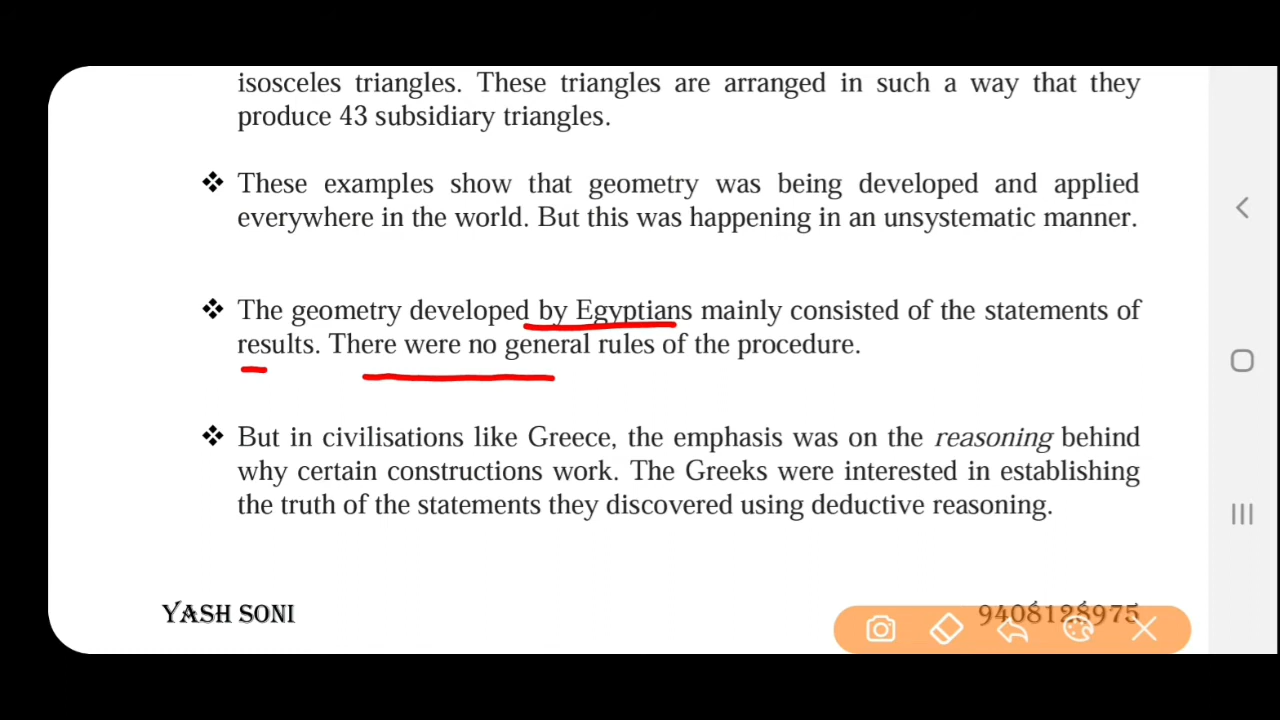 isosceles triangles. These triangles are arranged in such a way that they
produce 43 subsidiary triangles.
❖ These examples show that geometry was being developed and applied
everywhere in the world. But this was happening in an unsystematic manner.
❖ The geometry developed by Egyptians mainly consisted of the statements of
results. There were no general rules of the procedure.
❖ But in civilisations like Greece, the emphasis was on the reasoning behind
why certain constructions work. The Greeks were interested in establishing
the truth of the statements they discovered using deductive reasoning.
YASH SONI 9408128975